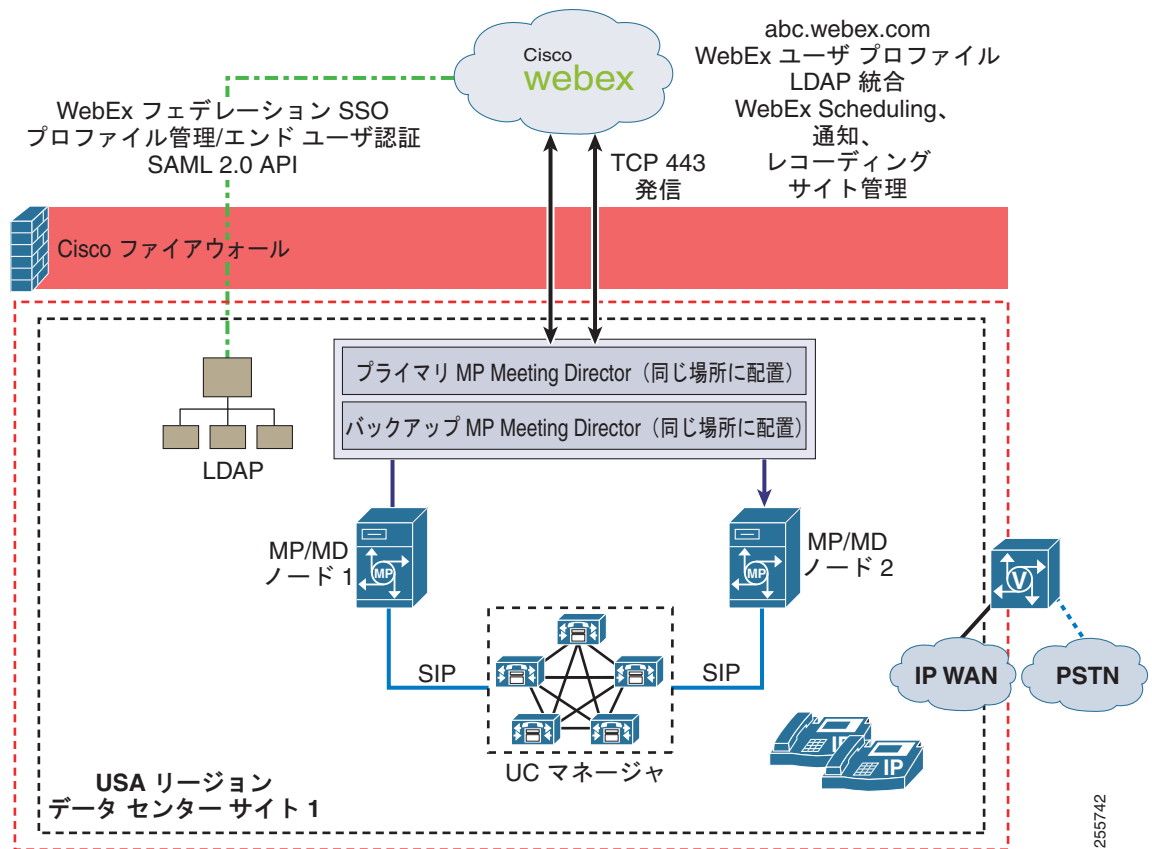 Cisco
webex
abc.webex.com
WebEx ユーザ プロファイル
LDAP 統合
WebEx Scheduling、
通知、
レコーディング
サイト管理
WebEx フェデレーション SSO
プロファイル管理/エンド ユーザ認証
SAML 2.0 API
TCP 443
発信
Cisco ファイアウォール
プライマリ MP Meeting Director（同じ場所に配置）
バックアップ MP Meeting Director（同じ場所に配置）
LDAP
MP/MD
ノード 1
MP
MP/MD
ノード 2
MP
V
SIP
SIP
IP WAN
PSTN
UC マネージャ
IP
IP
USA リージョン
データ センター サイト 1
255742